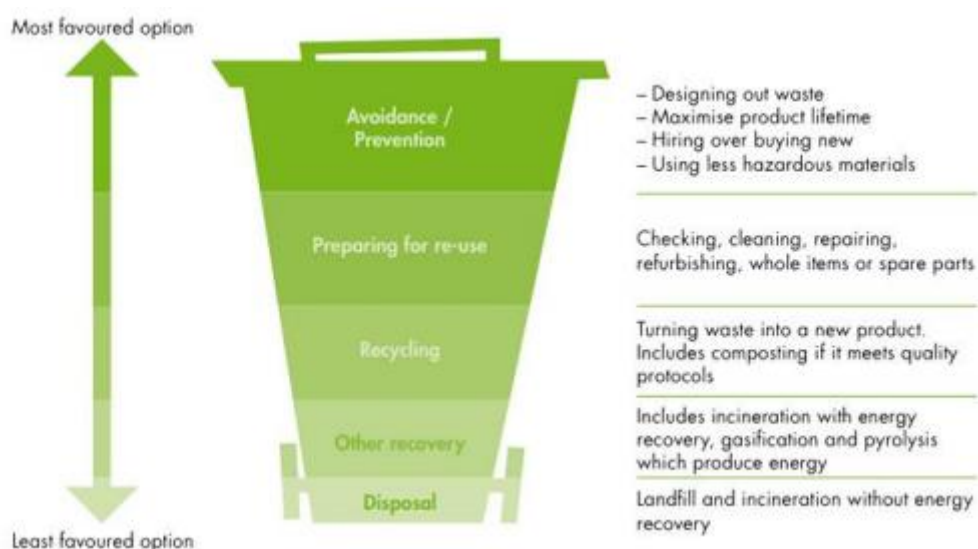 Most favoured option
Avoidance /
Prevention
– Designing out waste
– Maximise product lifetime
– Hiring over buying new
– Using less hazardous materials
Preparing for re-use
Checking, cleaning, repairing,
refurbishing, whole items or spare parts
Recycling
Turning waste into a new product.
Includes composting if it meets quality
protocols
Other recovery
Includes incineration with energy
recovery, gasification and pyrolysis
which produce energy
Disposal
Landfill and incineration without energy
recovery
Least favoured option